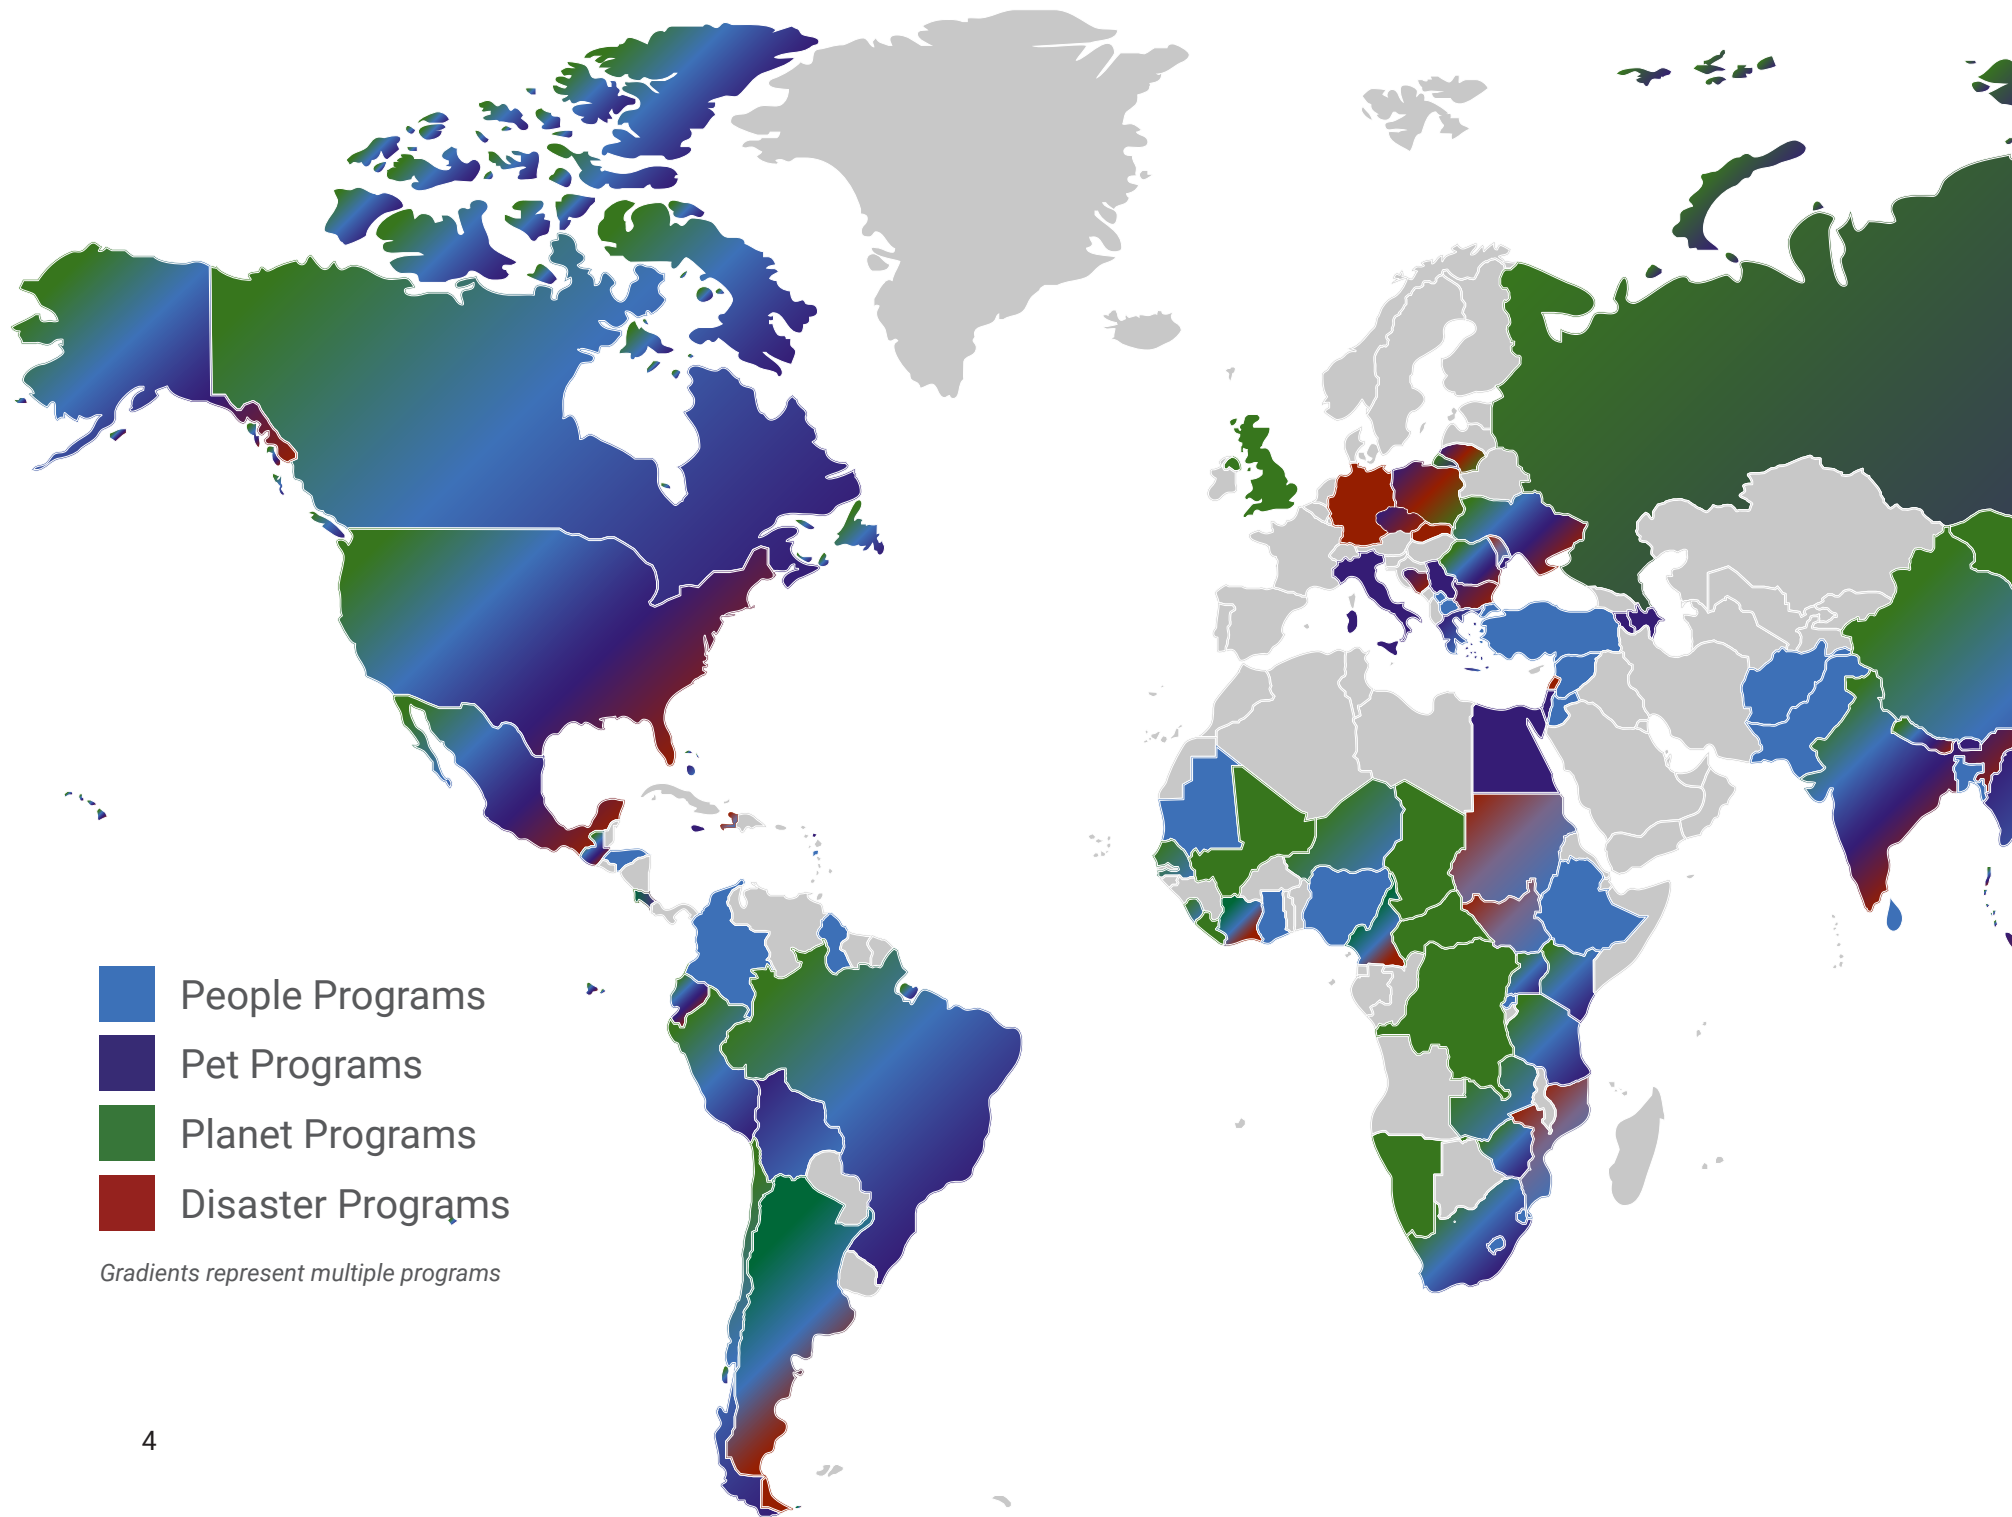 People Programs
Pet Programs
Planet Programs
Disaster Programs
Gradients represent multiple programs
4